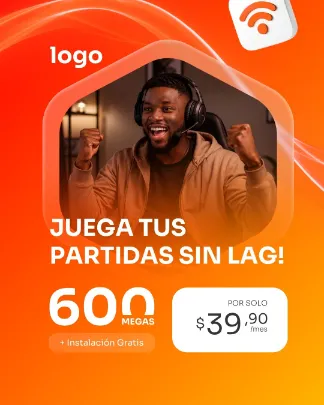 logo
JUEGA TUS
PARTIDAS SIN LAG!
600
MEGAS
+ Instalación Gratis
POR SOLO
$39,90
/mes